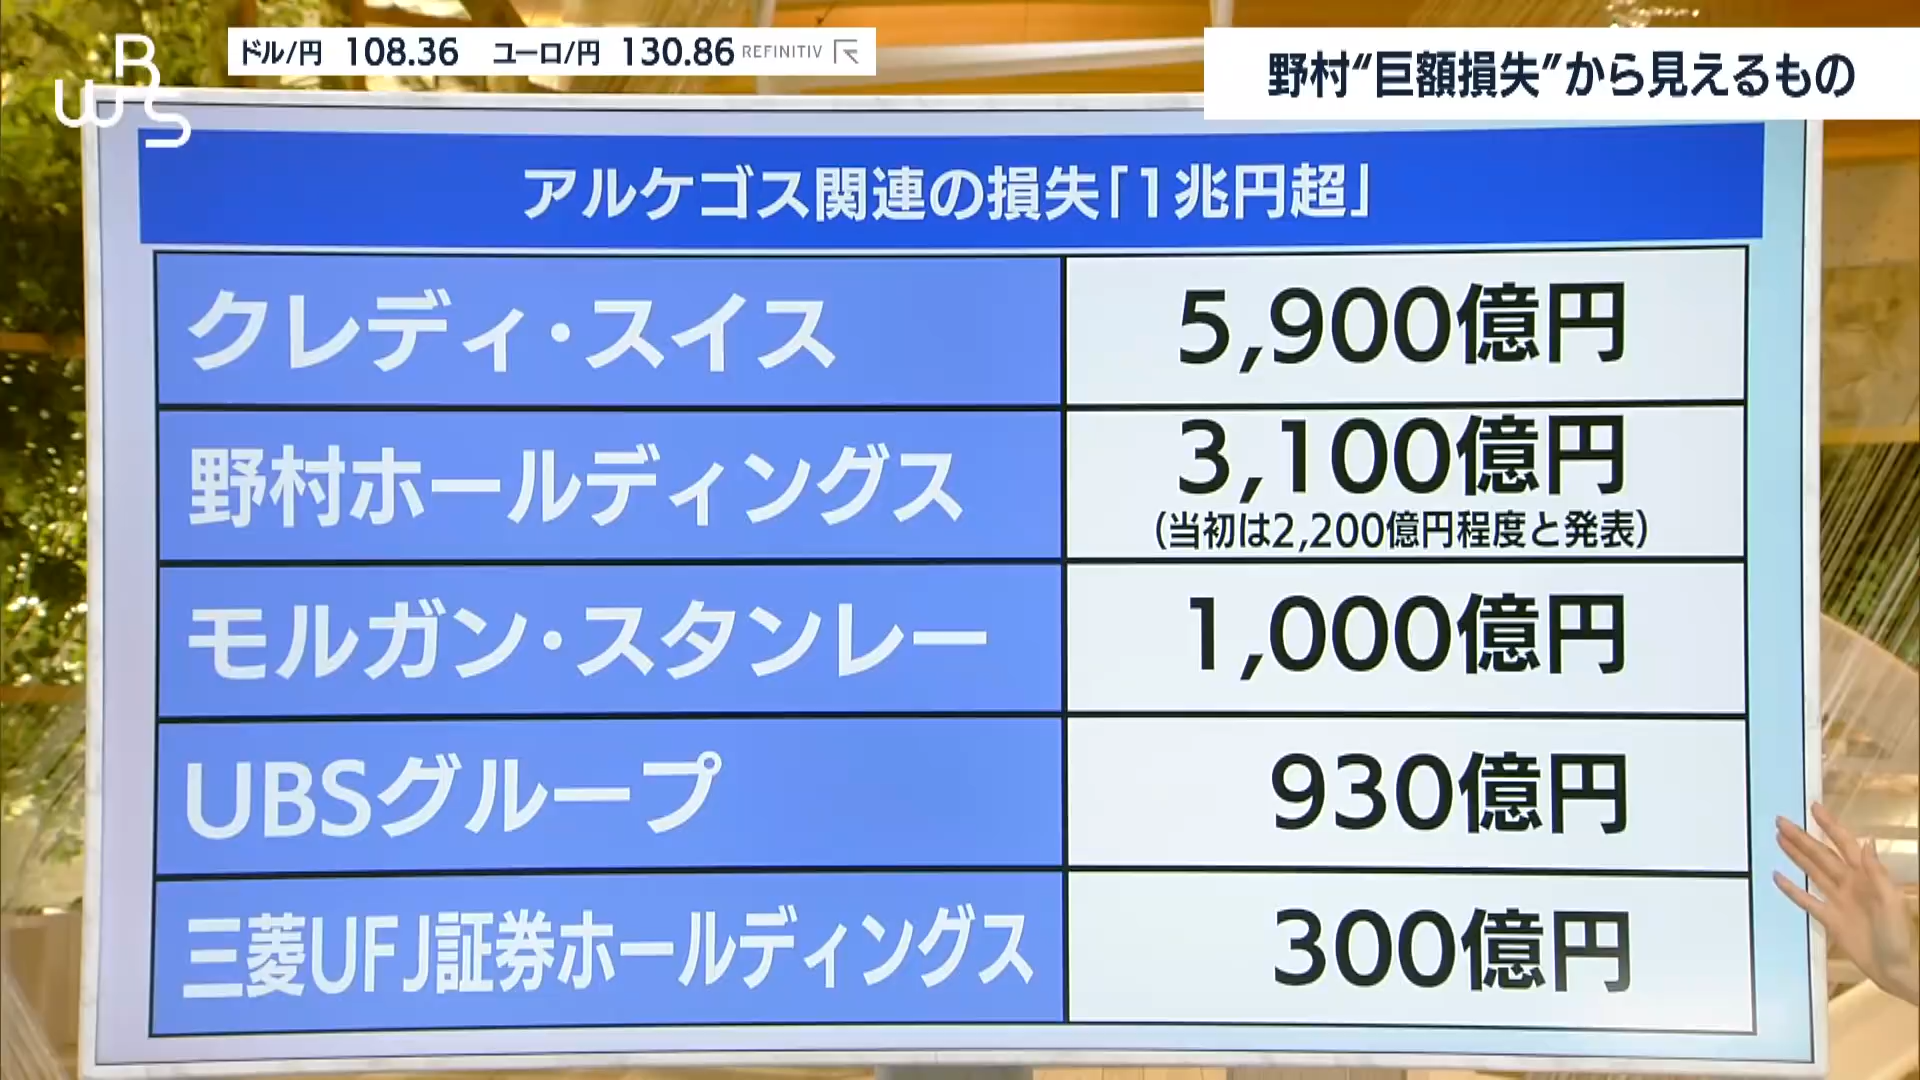 WBS
ドル/円 108.36 ユーロ/円 130.86 REFINITIV
野村“巨額損失”から見えるもの
アルケゴス関連の損失「1兆円超」
クレディ・スイス 5,900億円
野村ホールディングス 3,100億円
(当初は2,200億円程度と発表)
モルガン・スタンレー 1,000億円
UBSグループ 930億円
三菱UFJ証券ホールディングス 300億円